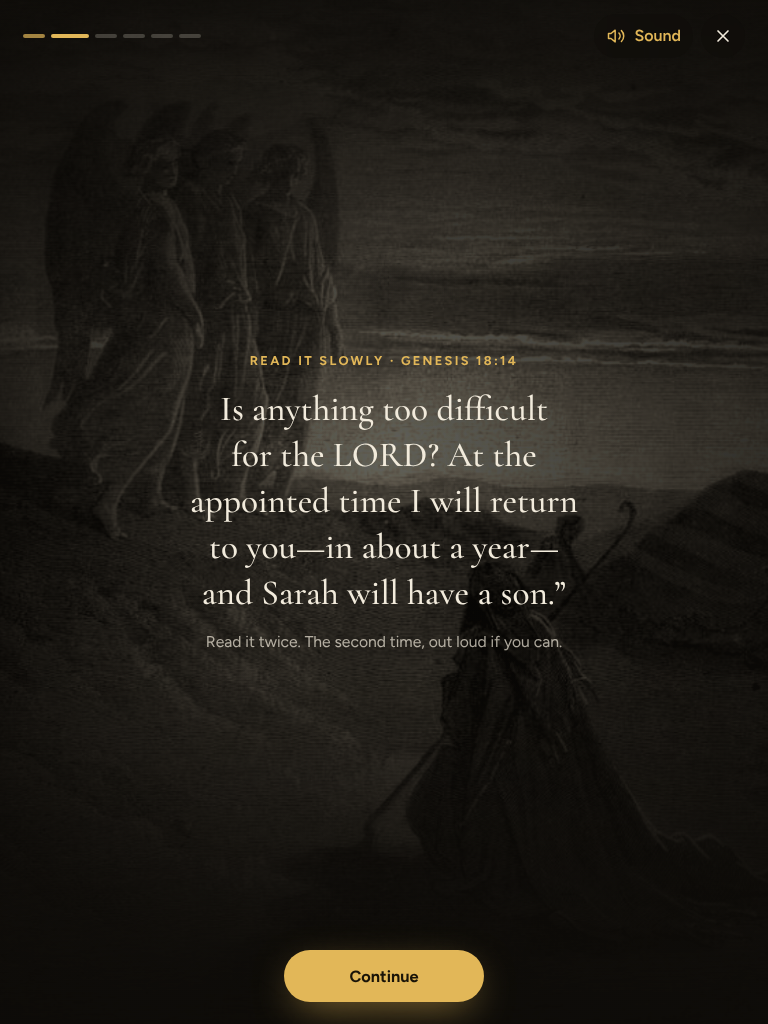 Sound
READ IT SLOWLY · GENESIS 18:14
Is anything too difficult
for the LORD? At the
appointed time I will return
to you—in about a year—
and Sarah will have a son.”
Read it twice. The second time, out loud if you can.
Continue